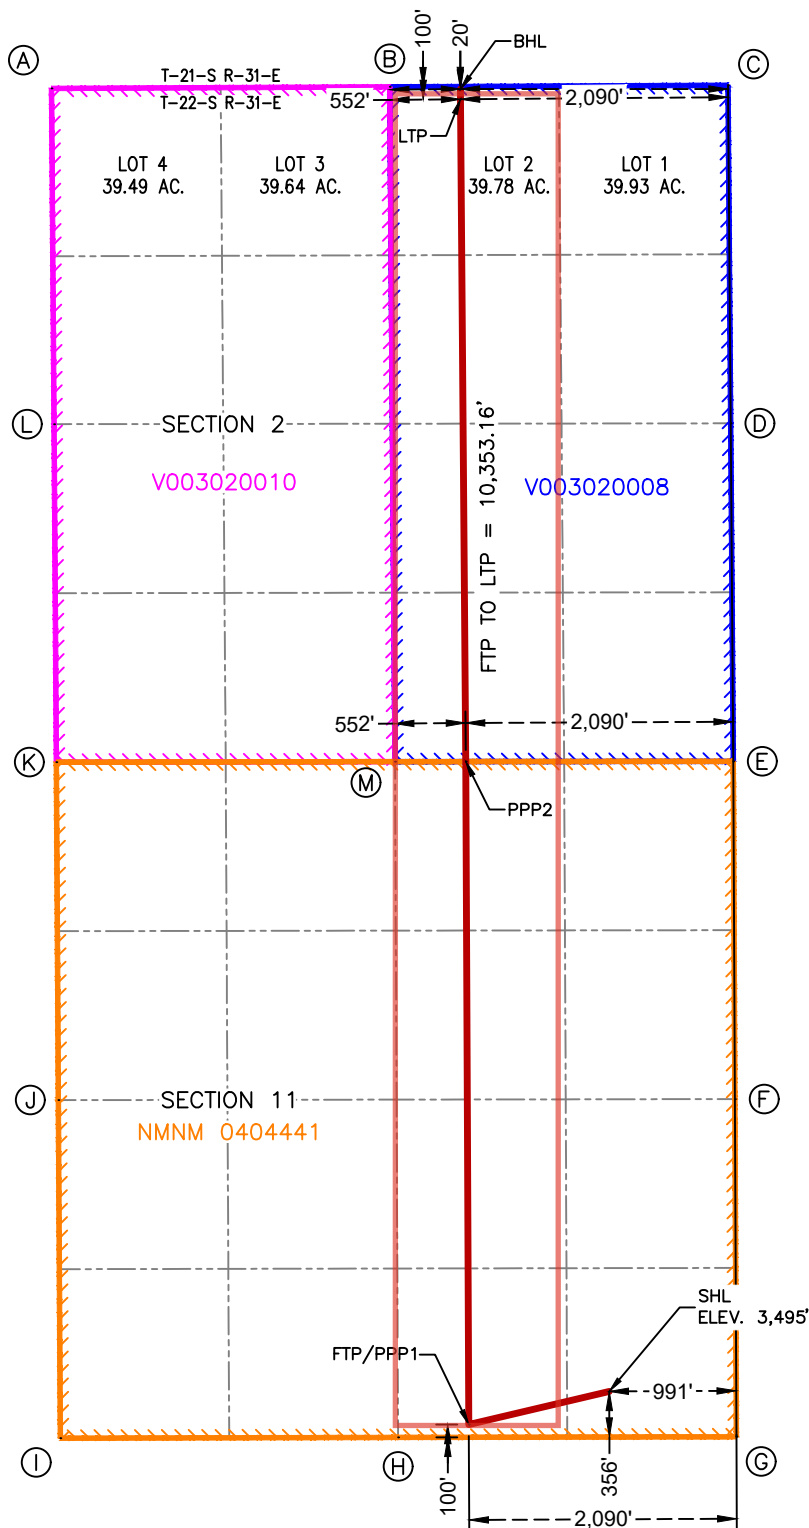 A
B
100'
20'
BHL
C
T-21-S R-31-E
T-22-S R-31-E
552'
2,090'
LTP
LOT 4
39.49 AC.
LOT 3
39.64 AC.
LOT 2
39.78 AC.
LOT 1
39.93 AC.
L
SECTION 2
D
V003020010
V003020008
FTP TO LTP = 10,353.16'
552'
2,090'
K
M
E
PPP2
J
SECTION 11
F
NMNM 0404441
SHL
ELEV. 3,495'
FTP/PPP1
991'
I
H
100'
356'
G
2,090'